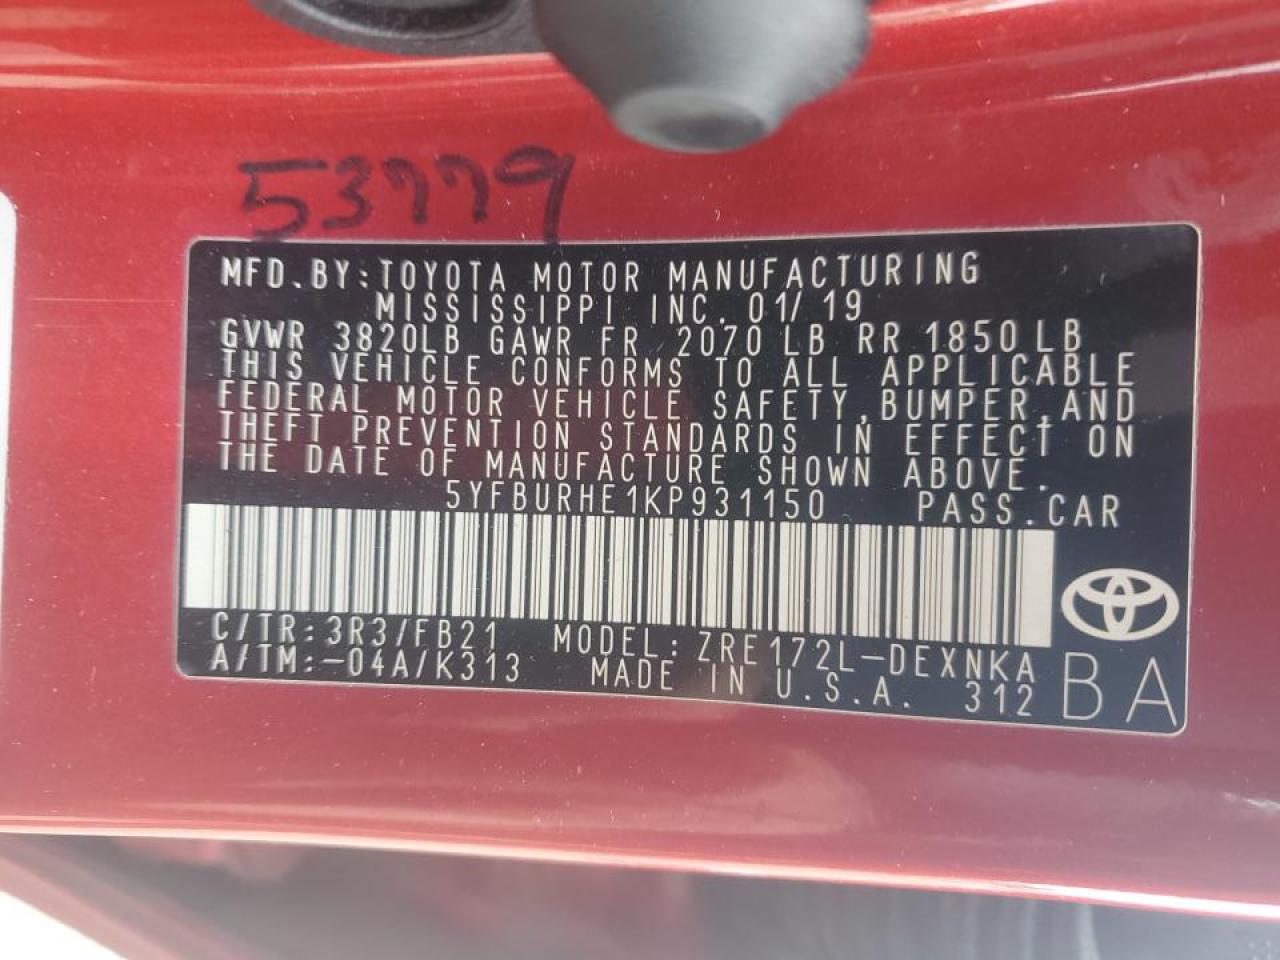 53779
MFD.BY:TOYOTA MOTOR MANUFACTURING
MISSISSIPPI INC. 01/19
GVWR 3820LB GAWR FR 2070 LB RR 1850 LB
THIS VEHICLE CONFORMS TO ALL APPLICABLE
FEDERAL MOTOR VEHICLE SAFETY,BUMPER,AND
THEFT PREVENTION STANDARDS IN EFFECT ON
THE DATE OF MANUFACTURE SHOWN ABOVE.
5YFBURHE1KP931150 PASS.CAR
C/TR:3R3/FB21 MODEL:ZRE172L-DEXNKA
A/TM:-04A/K313 MADE IN U.S.A. 312
BA